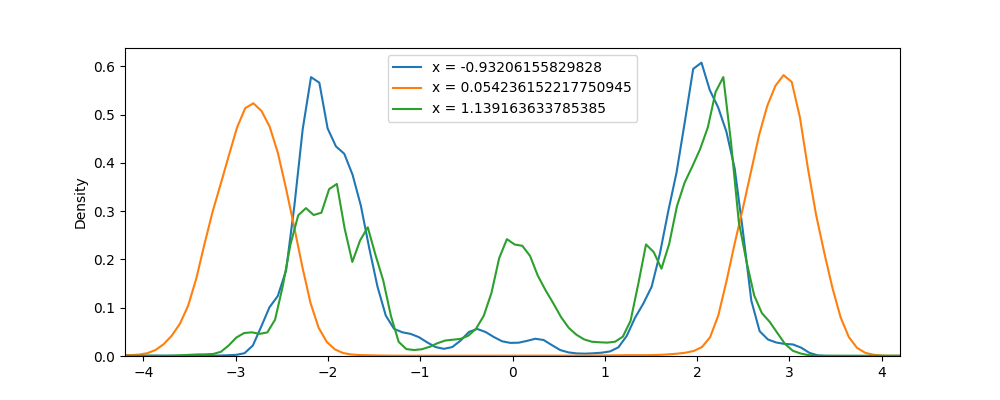 x = -0.93206155829828
x = 0.054236152217750945
x = 1.139163633785385
Density
0.6
0.5
0.4
0.3
0.2
0.1
0.0
−4 −3 −2 −1 0 1 2 3 4